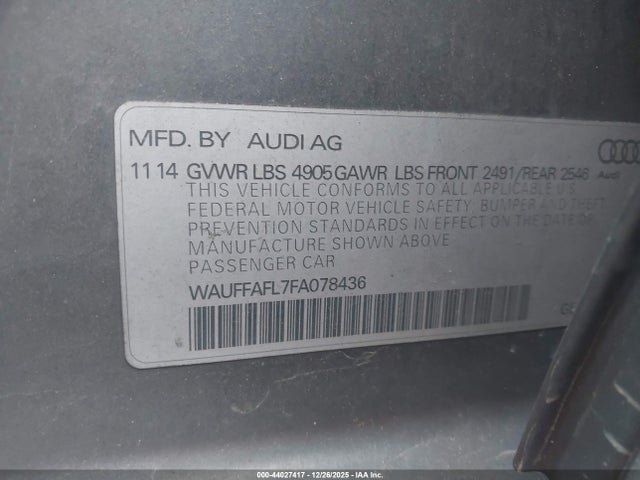 MFD. BY AUDI AG
11 14 GVWR LBS 4905 GAWR LBS FRONT 2491/REAR 2546
Audi
THIS VEHICLE CONFORMS TO ALL APPLICABLE U.S.
FEDERAL MOTOR VEHICLE SAFETY, BUMPER AND THEFT
PREVENTION STANDARDS IN EFFECT ON THE DATE OF
MANUFACTURE SHOWN ABOVE
PASSENGER CAR
WAUFFAFL7FA078436
000-44027417 - 12/26/2025 - IAA Inc.